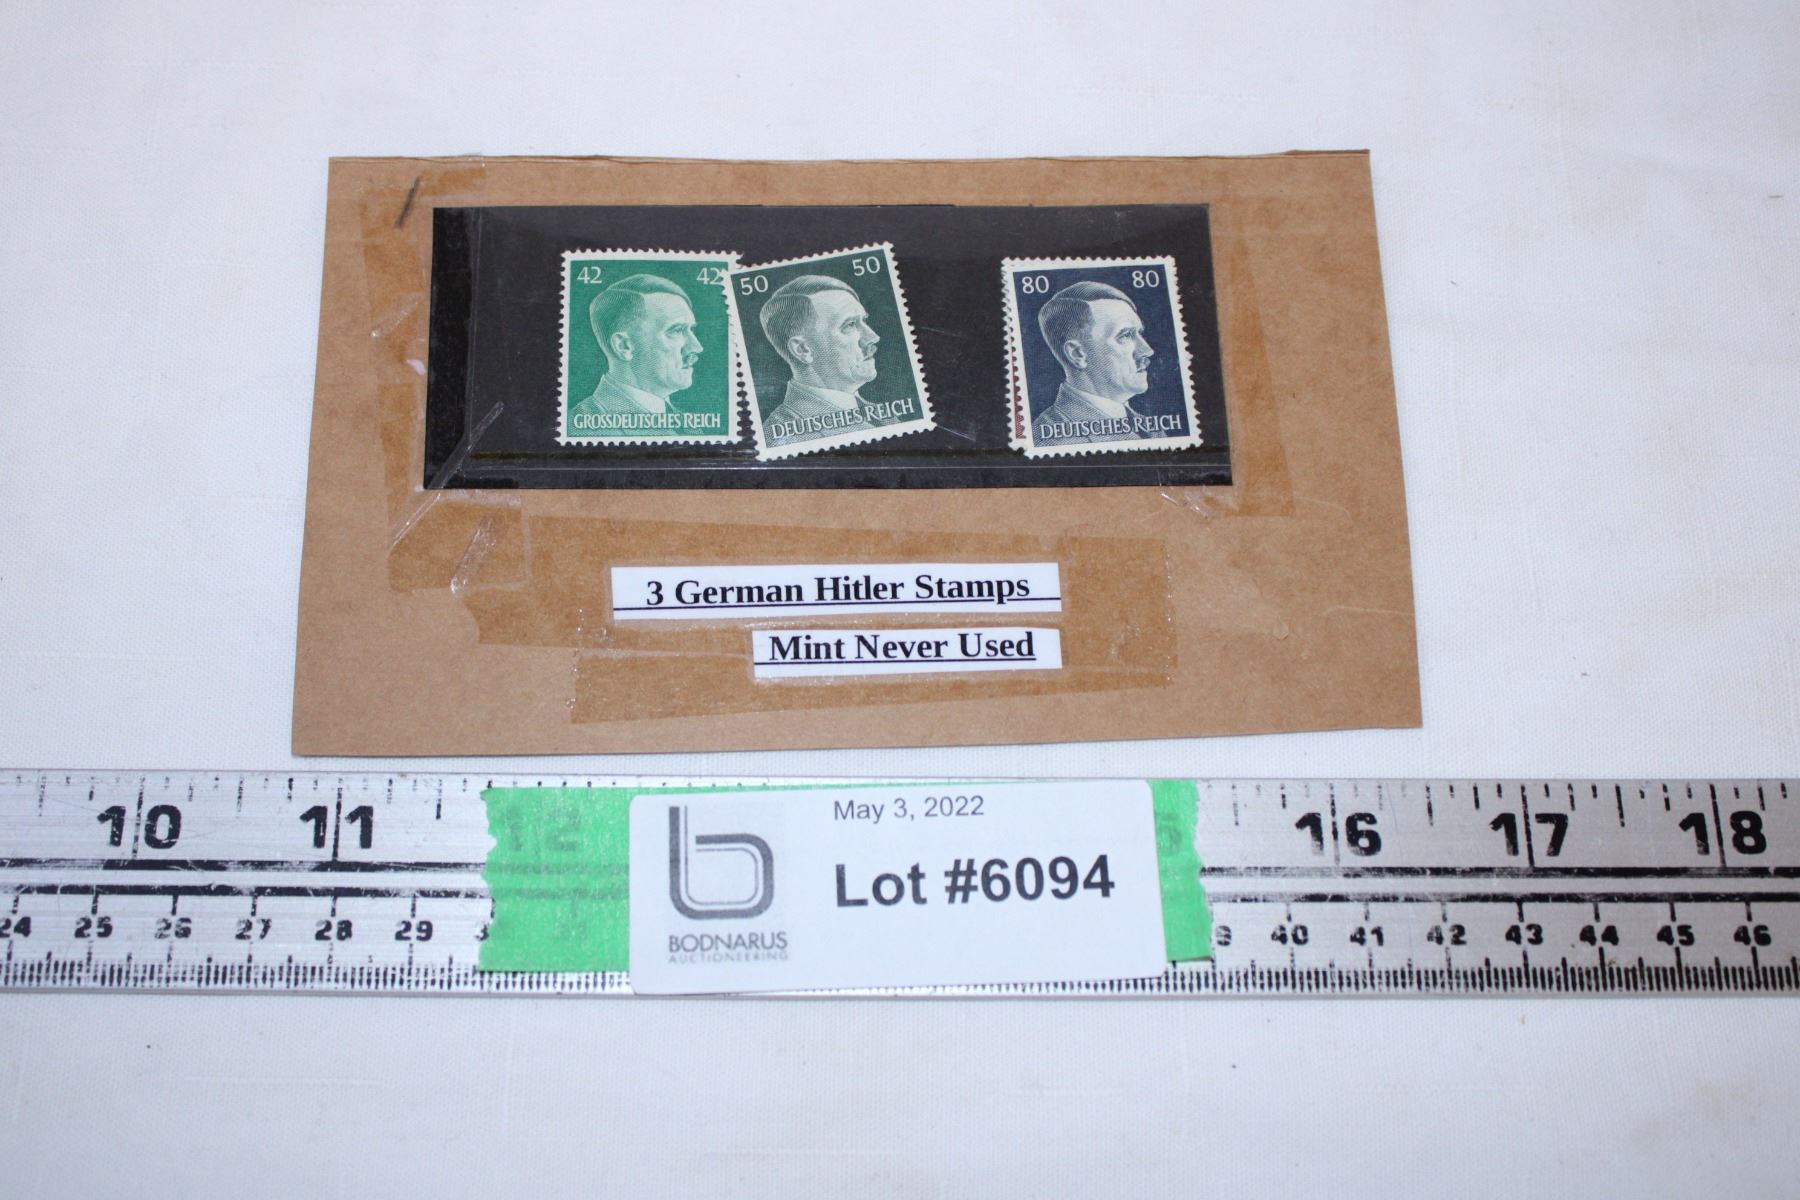 42 42
GROSSDEUTSCHES REICH
50 50
DEUTSCHES REICH
80 80
DEUTSCHES REICH
3 German Hitler Stamps
Mint Never Used
10 11 12 16 17 18
May 3, 2022
Lot #6094
BODNARUS
AUCTIONEERING
24 25 26 27 28 29 40 41 42 43 44 45 46